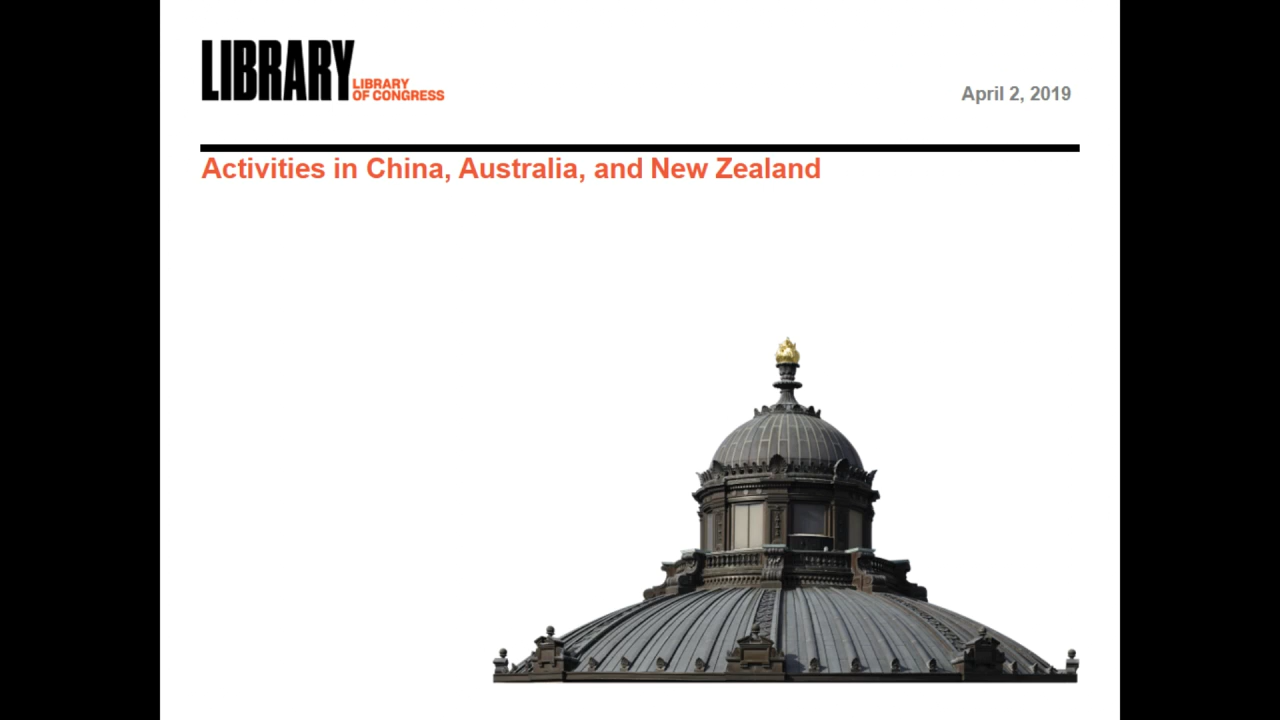 LIBRARY
LIBRARY
OF CONGRESS
April 2, 2019
Activities in China, Australia, and New Zealand